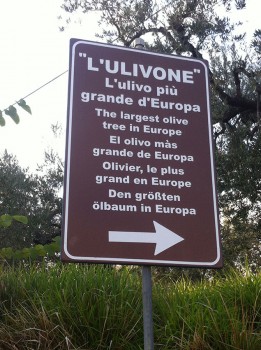 "L'ULIVONE"
L'ulivo più
grande d'Europa
The largest olive
tree in Europe
El olivo màs
grande de Europa
Olivier, le plus
grand en Europe
Den größten
ölbaum in Europa